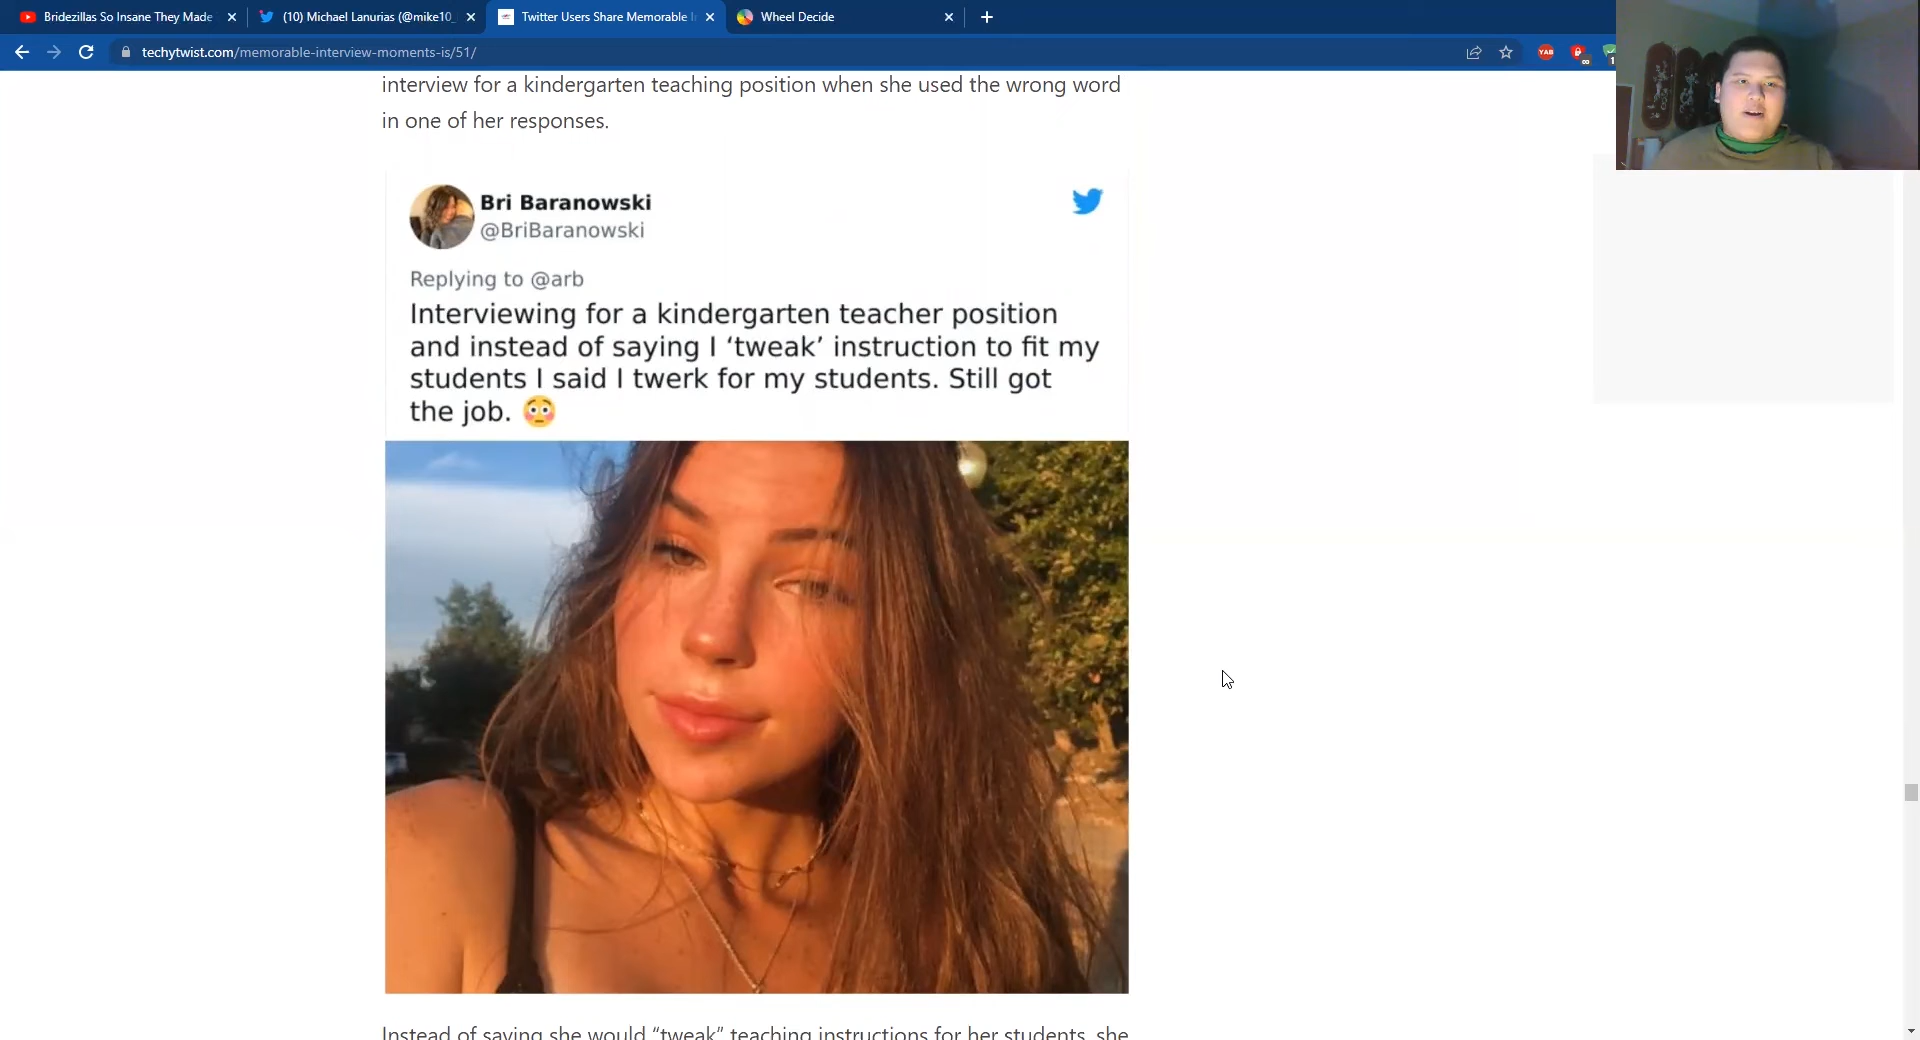 Bridezillas So Insane They Made
(10) Michael Lanurias (@mike10_
Twitter Users Share Memorable I
Wheel Decide
techytwist.com/memorable-interview-moments-is/51/
YAB
1
interview for a kindergarten teaching position when she used the wrong word
in one of her responses.
Bri Baranowski
@BriBaranowski
Replying to @arb
Interviewing for a kindergarten teacher position
and instead of saying I ‘tweak’ instruction to fit my
students I said I twerk for my students. Still got
the job. 😳
Instead of saying she would “tweak” teaching instructions for her students, she